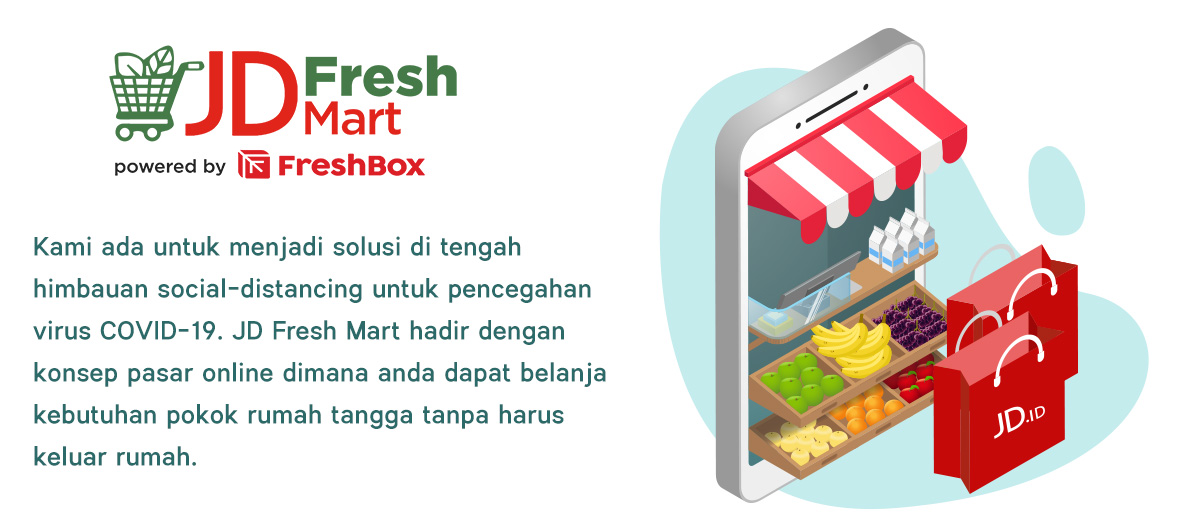 JD Fresh
Mart
powered by FreshBox
Kami ada untuk menjadi solusi di tengah
himbauan social-distancing untuk pencegahan
virus COVID-19. JD Fresh Mart hadir dengan
konsep pasar online dimana anda dapat belanja
kebutuhan pokok rumah tangga tanpa harus
keluar rumah.
JD.ID